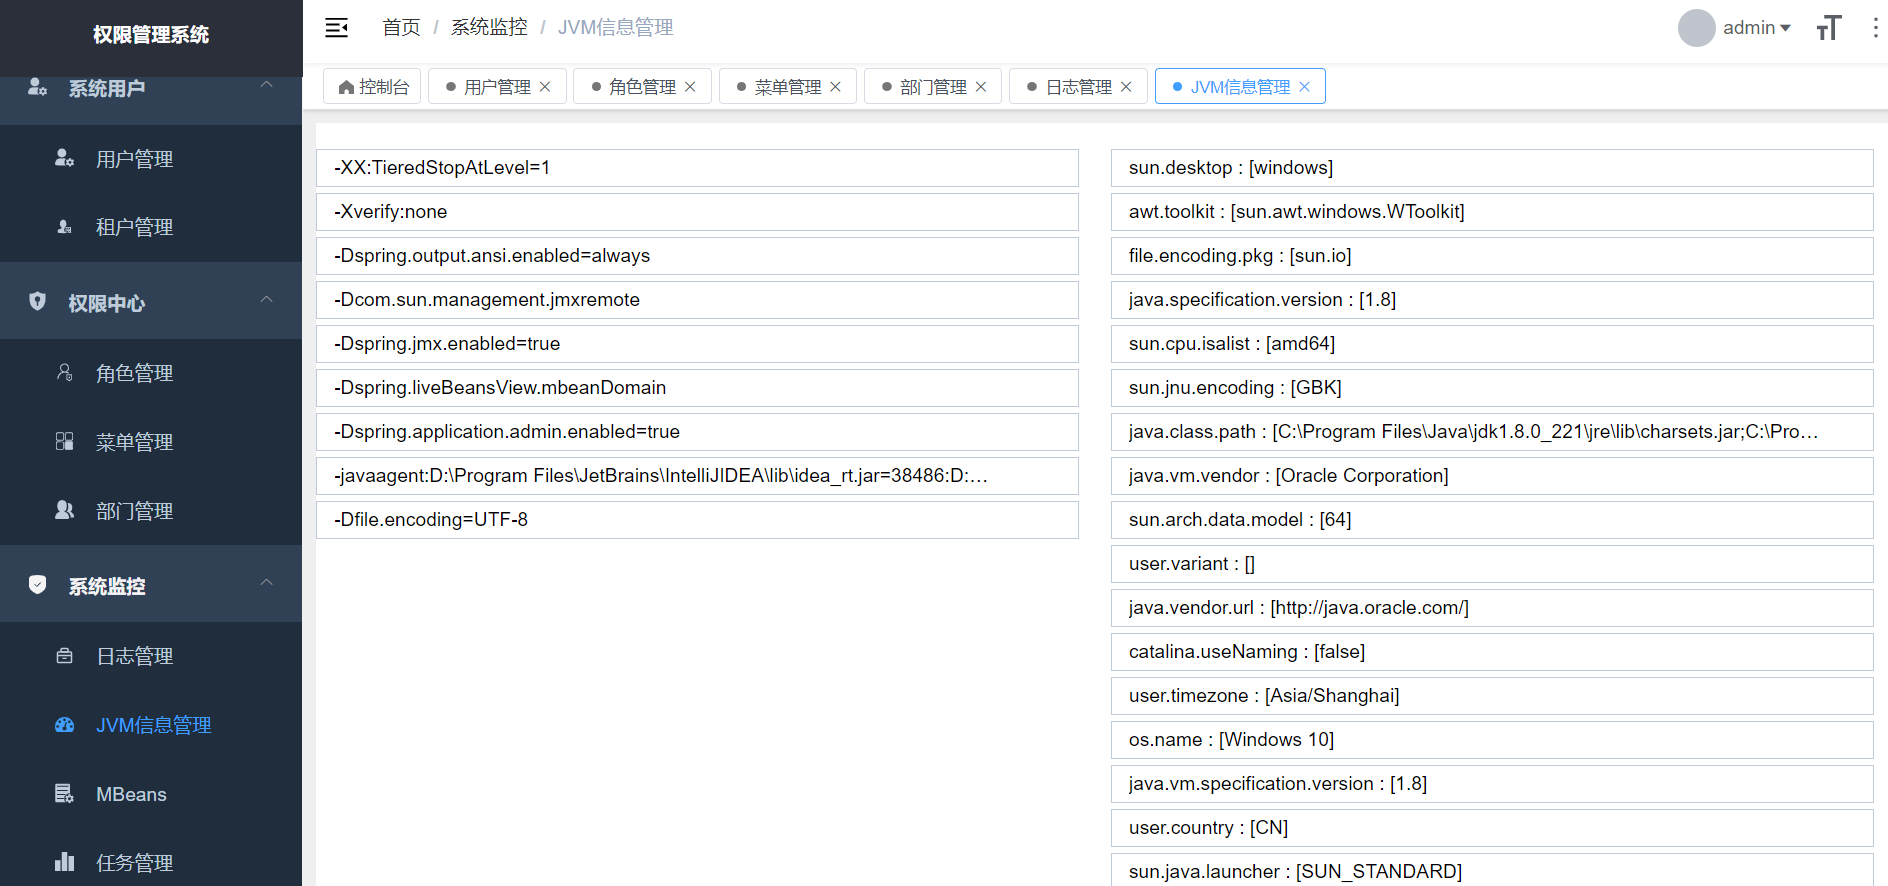 权限管理系统
系统用户
用户管理
租户管理
权限中心
角色管理
菜单管理
部门管理
系统监控
日志管理
JVM信息管理
MBeans
任务管理
首页 / 系统监控 / JVM信息管理
admin
控制台
用户管理
角色管理
菜单管理
部门管理
日志管理
JVM信息管理
-XX:TieredStopAtLevel=1
-Xverify:none
-Dspring.output.ansi.enabled=always
-Dcom.sun.management.jmxremote
-Dspring.jmx.enabled=true
-Dspring.liveBeansView.mbeanDomain
-Dspring.application.admin.enabled=true
-javaagent:D:\Program Files\JetBrains\IntelliJIDEA\lib\idea_rt.jar=38486:D:…
-Dfile.encoding=UTF-8
sun.desktop : [windows]
awt.toolkit : [sun.awt.windows.WToolkit]
file.encoding.pkg : [sun.io]
java.specification.version : [1.8]
sun.cpu.isalist : [amd64]
sun.jnu.encoding : [GBK]
java.class.path : [C:\Program Files\Java\jdk1.8.0_221\jre\lib\charsets.jar;C:\Pro…
java.vm.vendor : [Oracle Corporation]
sun.arch.data.model : [64]
user.variant : []
java.vendor.url : [http://java.oracle.com/]
catalina.useNaming : [false]
user.timezone : [Asia/Shanghai]
os.name : [Windows 10]
java.vm.specification.version : [1.8]
user.country : [CN]
sun.java.launcher : [SUN_STANDARD]